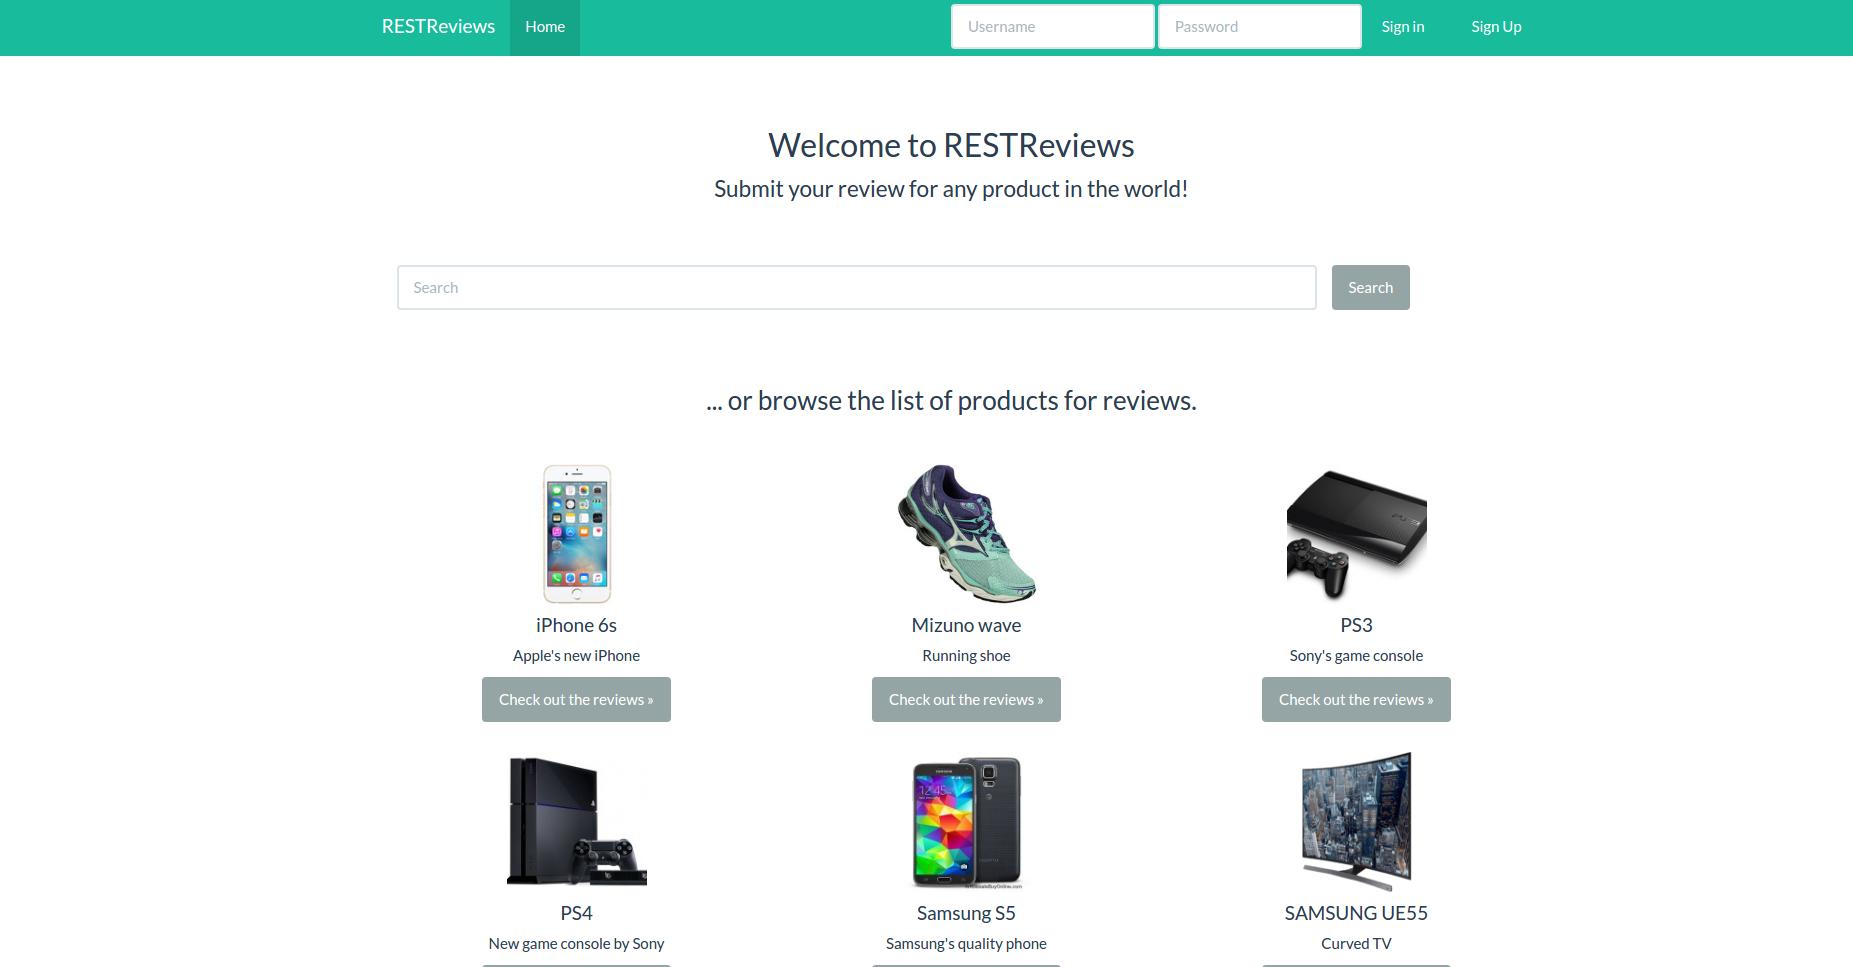 RESTReviews Home Username Password Sign in Sign Up
Welcome to RESTReviews
Submit your review for any product in the world!
Search Search
... or browse the list of products for reviews.
iPhone 6s Mizuno wave PS3
Apple's new iPhone Running shoe Sony's game console
Check out the reviews » Check out the reviews » Check out the reviews »
PS4 Samsung S5 SAMSUNG UE55
New game console by Sony Samsung's quality phone Curved TV